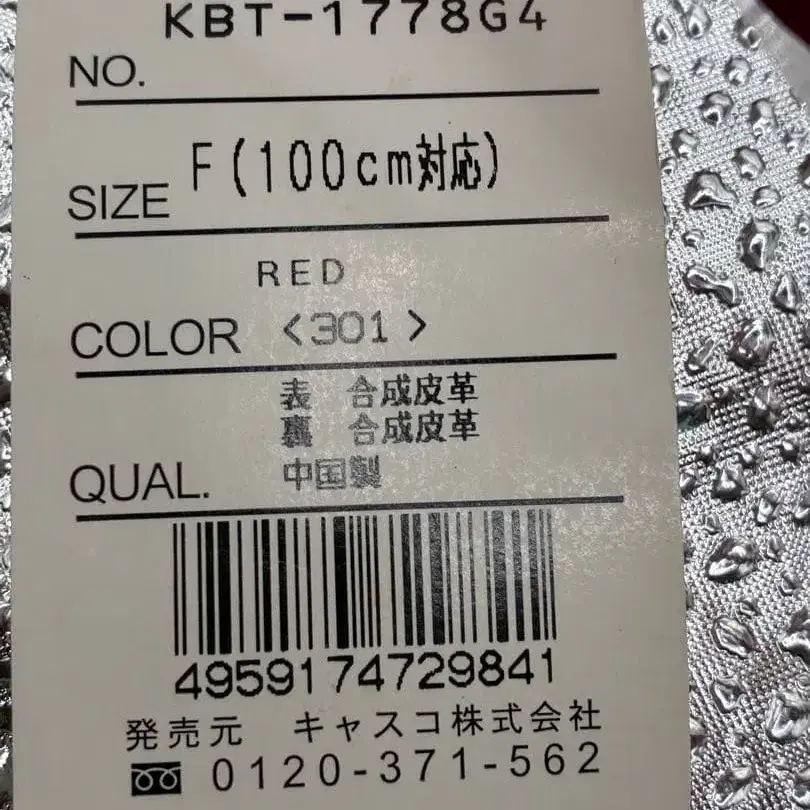 KBT-1778G4
NO.
F(100cm対応)
SIZE
RED
COLOR <301>
表 合成皮革
裏 合成皮革
QUAL. 中国製
4959174729841
発売元 キャスコ株式会社
0120-371-562